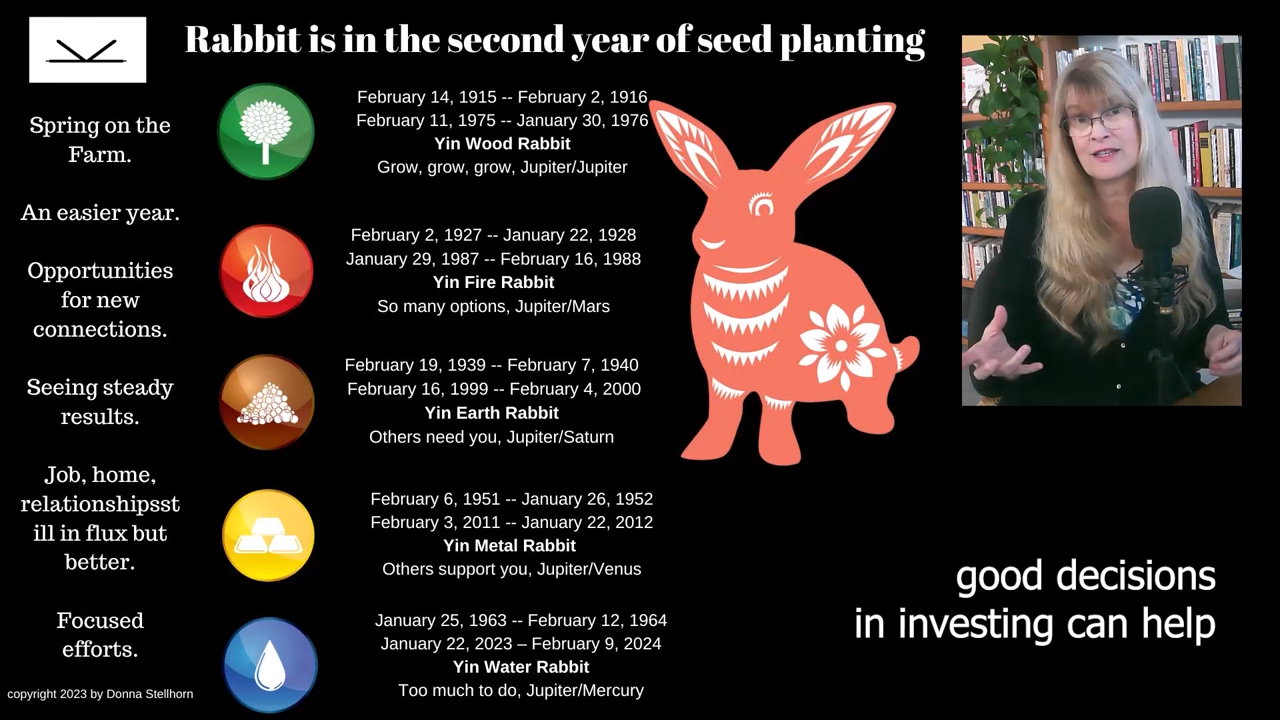 Rabbit is in the second year of seed planting
Spring on the
Farm.
An easier year.
Opportunities
for new
connections.
Seeing steady
results.
Job, home,
relationshipsst
ill in flux but
better.
Focused
efforts.
copyright 2023 by Donna Stellhorn
February 14, 1915 -- February 2, 1916
February 11, 1975 -- January 30, 1976
Yin Wood Rabbit
Grow, grow, grow, Jupiter/Jupiter
February 2, 1927 -- January 22, 1928
January 29, 1987 -- February 16, 1988
Yin Fire Rabbit
So many options, Jupiter/Mars
February 19, 1939 -- February 7, 1940
February 16, 1999 -- February 4, 2000
Yin Earth Rabbit
Others need you, Jupiter/Saturn
February 6, 1951 -- January 26, 1952
February 3, 2011 -- January 22, 2012
Yin Metal Rabbit
Others support you, Jupiter/Venus
January 25, 1963 -- February 12, 1964
January 22, 2023 – February 9, 2024
Yin Water Rabbit
Too much to do, Jupiter/Mercury
good decisions
in investing can help